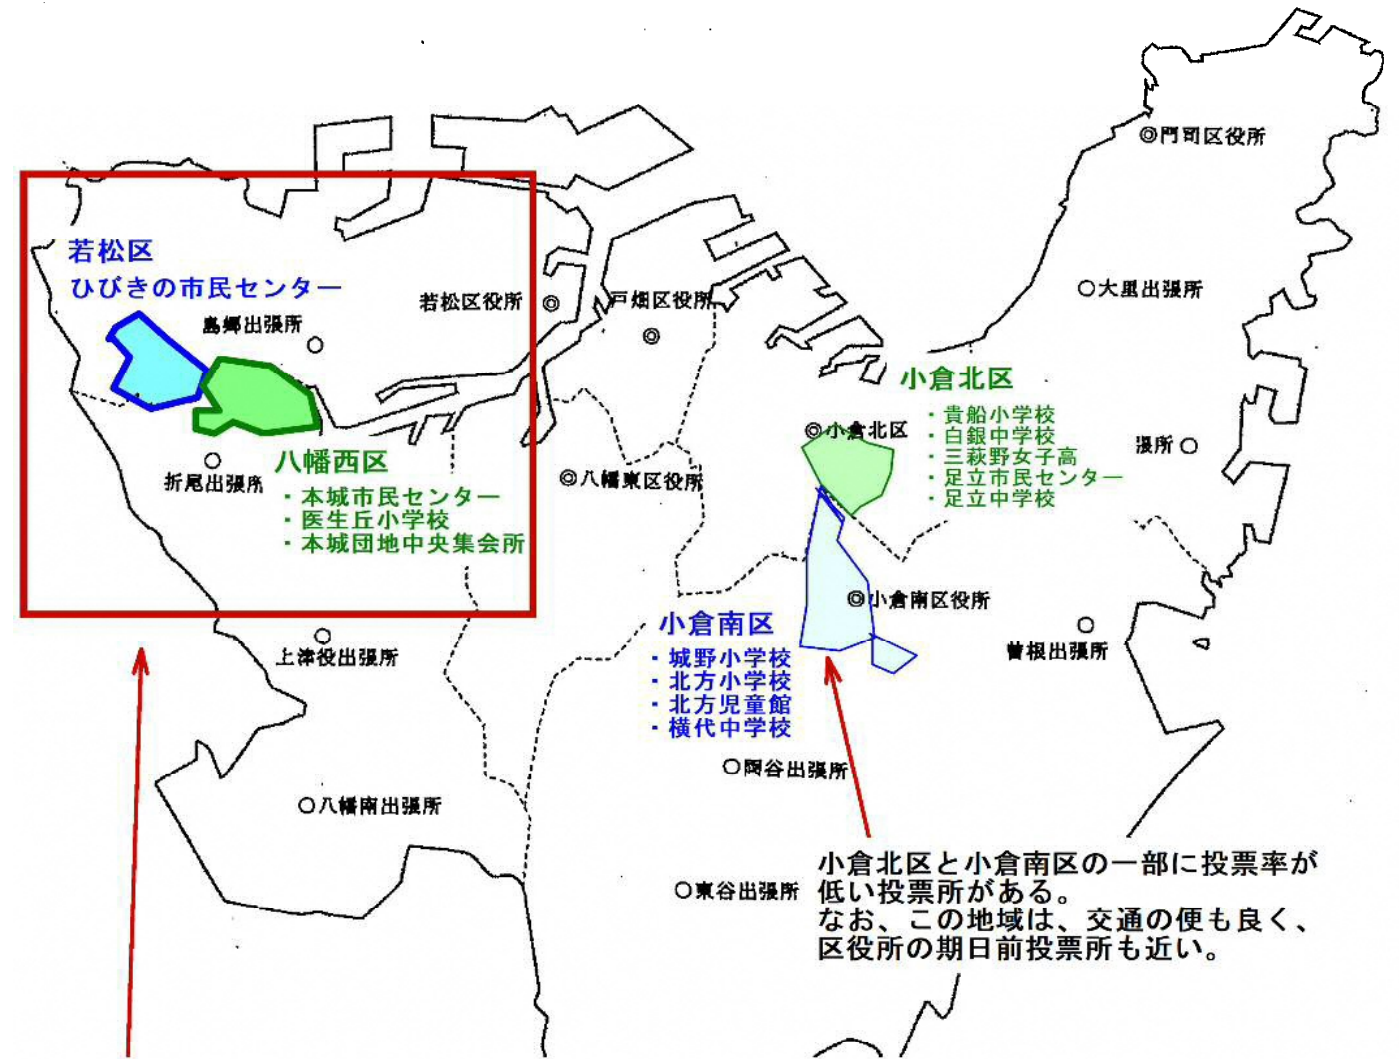 ◎門司区役所
若松区
ひびきの市民センター
○大里出張所
若松区役所 ◎
戸畑区役所
◎
島郷出張所
○
小倉北区
・貴船小学校
・白銀中学校
・三萩野女子高
・足立市民センター
・足立中学校
◎小倉北区
張所○
八幡西区
・本城市民センター
・医生丘小学校
・本城団地中央集会所
○
折尾出張所
◎八幡東区役所
◎小倉南区役所
小倉南区
・城野小学校
・北方小学校
・北方児童館
・横代中学校
○
曽根出張所
○
上津役出張所
○両谷出張所
○八幡南出張所
○東谷出張所
小倉北区と小倉南区の一部に投票率が
低い投票所がある。
なお、この地域は、交通の便も良く、
区役所の期日前投票所も近い。